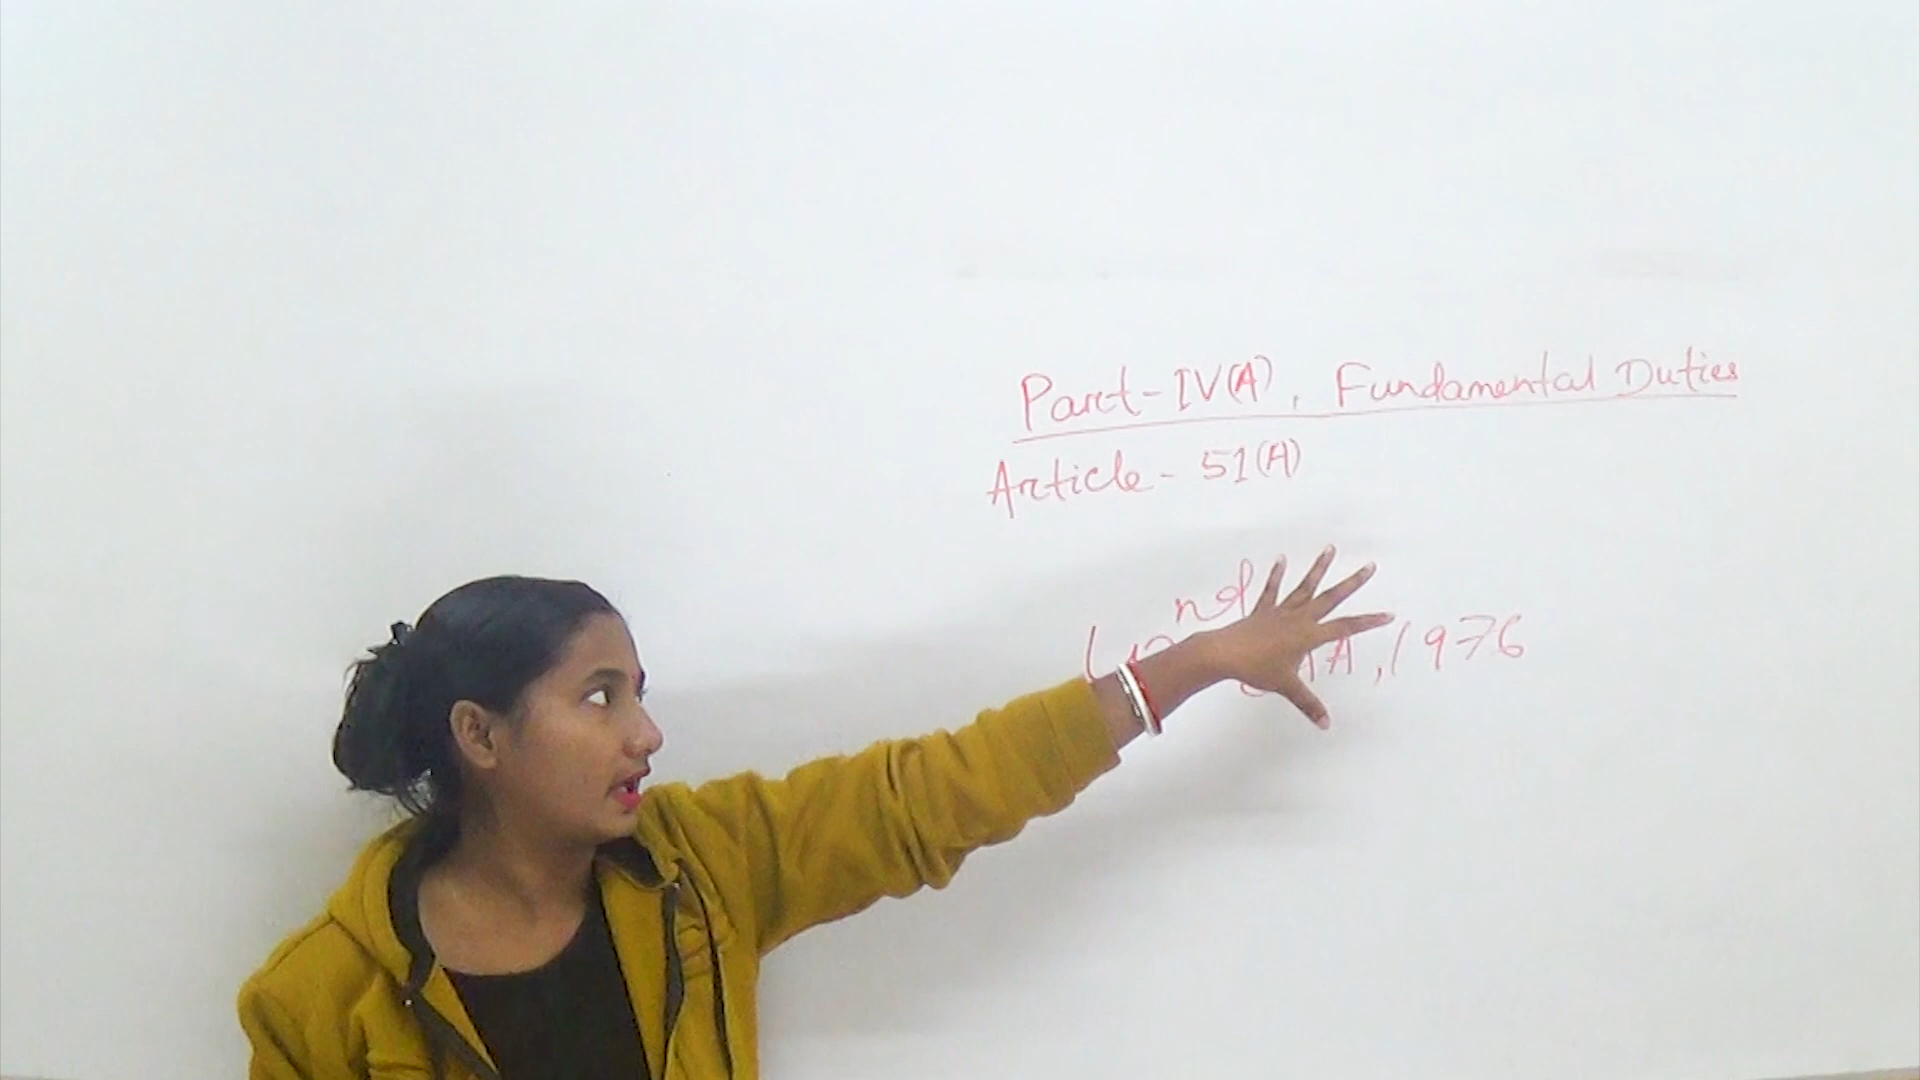 Part-IV(A), Fundamental Duties
Article - 51(A)
nd
A, 1976